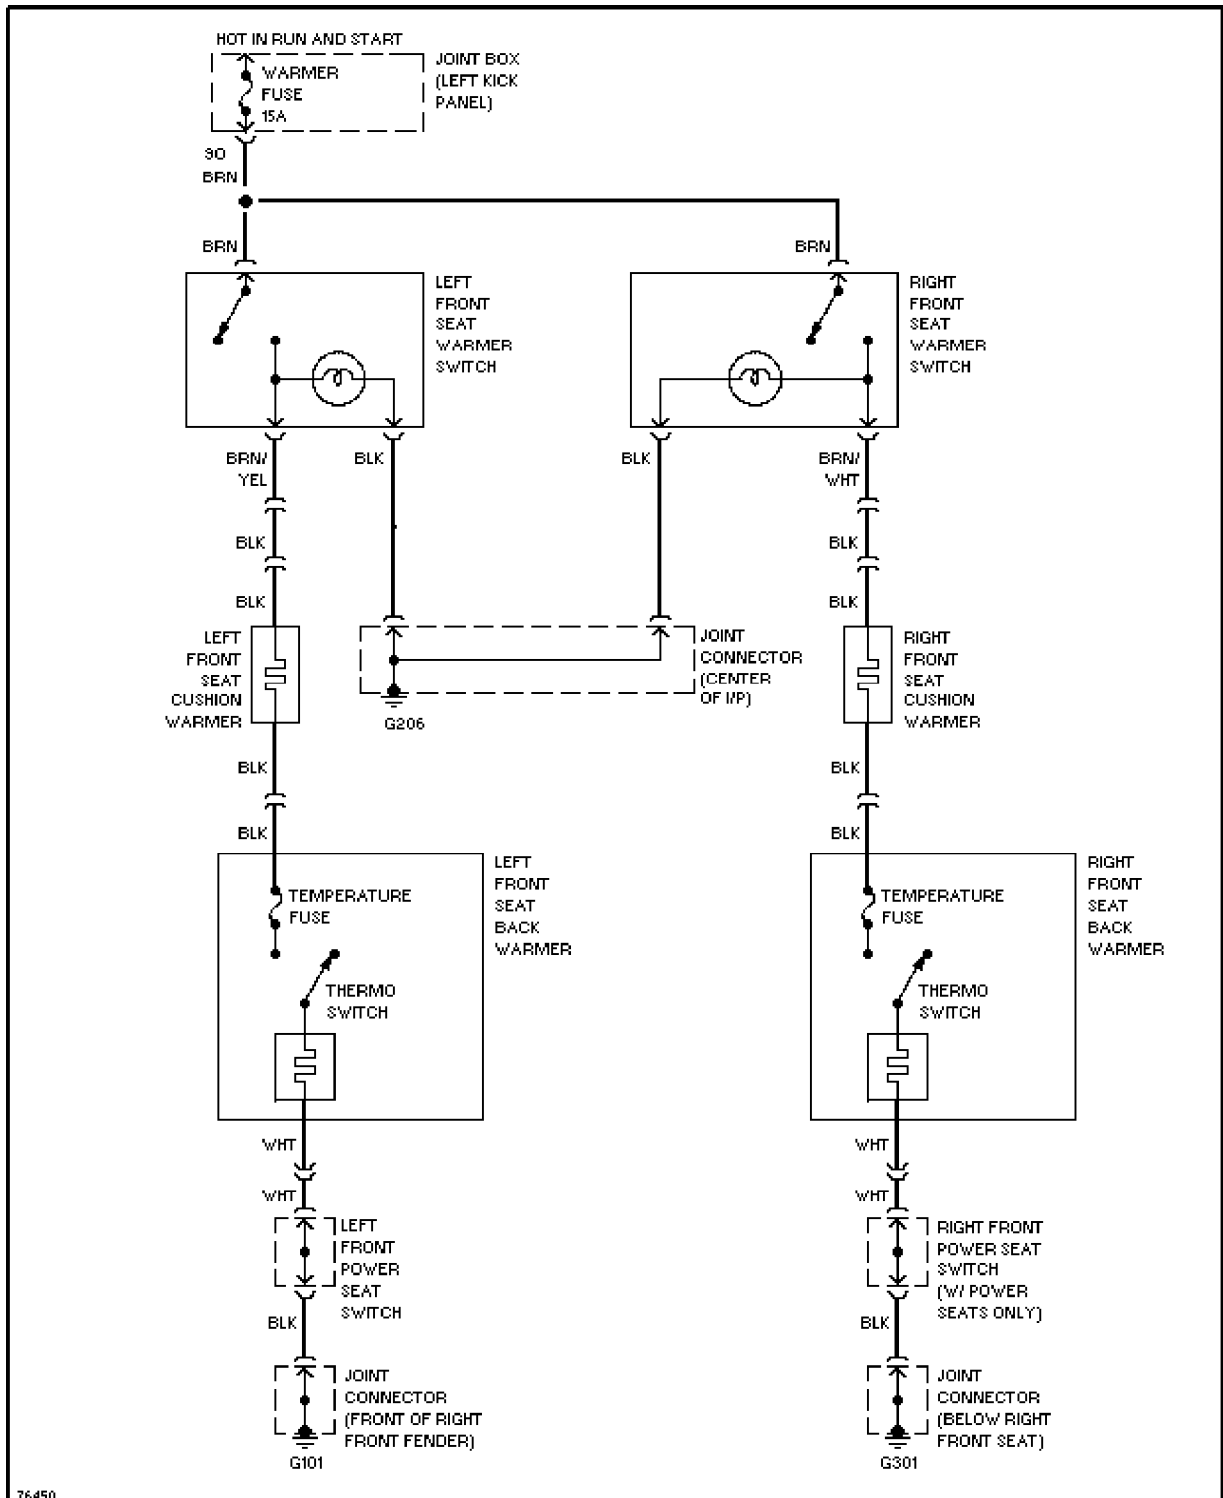 HOT IN RUN AND START
WARMER
FUSE
15A
JOINT BOX
(LEFT KICK
PANEL)
90
BRN
BRN
BRN
LEFT
FRONT
SEAT
WARMER
SWITCH
RIGHT
FRONT
SEAT
WARMER
SWITCH
BRN/
YEL
BLK
BLK
BRN/
WHT
BLK
BLK
BLK
BLK
LEFT
FRONT
SEAT
CUSHION
WARMER
JOINT
CONNECTOR
(CENTER
OF I/P)
G206
RIGHT
FRONT
SEAT
CUSHION
WARMER
BLK
BLK
BLK
BLK
TEMPERATURE
FUSE
THERMO
SWITCH
LEFT
FRONT
SEAT
BACK
WARMER
TEMPERATURE
FUSE
THERMO
SWITCH
RIGHT
FRONT
SEAT
BACK
WARMER
WHT
WHT
WHT
WHT
LEFT
FRONT
POWER
SEAT
SWITCH
RIGHT FRONT
POWER SEAT
SWITCH
(W/ POWER
SEATS ONLY)
BLK
BLK
JOINT
CONNECTOR
(FRONT OF RIGHT
FRONT FENDER)
G101
JOINT
CONNECTOR
(BELOW RIGHT
FRONT SEAT)
G301
76450